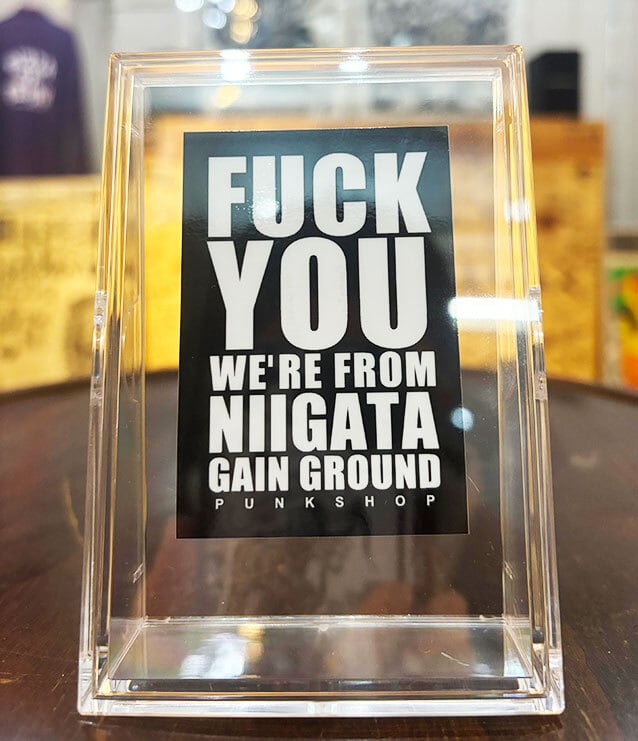 FUCK
YOU
WE'RE FROM
NIIGATA
GAIN GROUND
PUNKSHOP